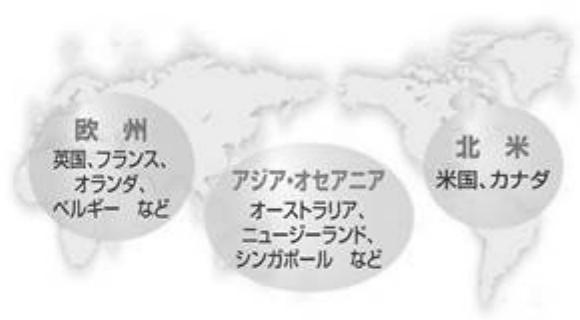 欧 州
英国、フランス、
オランダ、
ベルギー など
アジア・オセアニア
オーストラリア、
ニュージーランド、
シンガポール など
北 米
米国、カナダ